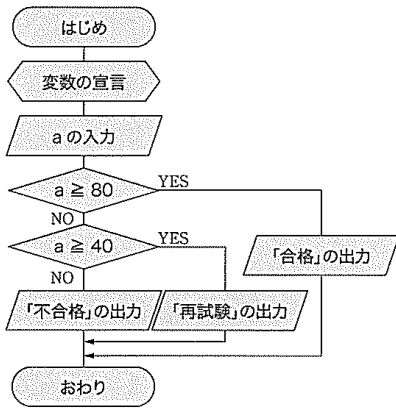 はじめ
変数の宣言
aの入力
a ≧ 80
YES
NO
a ≧ 40
YES
「合格」の出力
NO
「不合格」の出力
「再試験」の出力
おわり